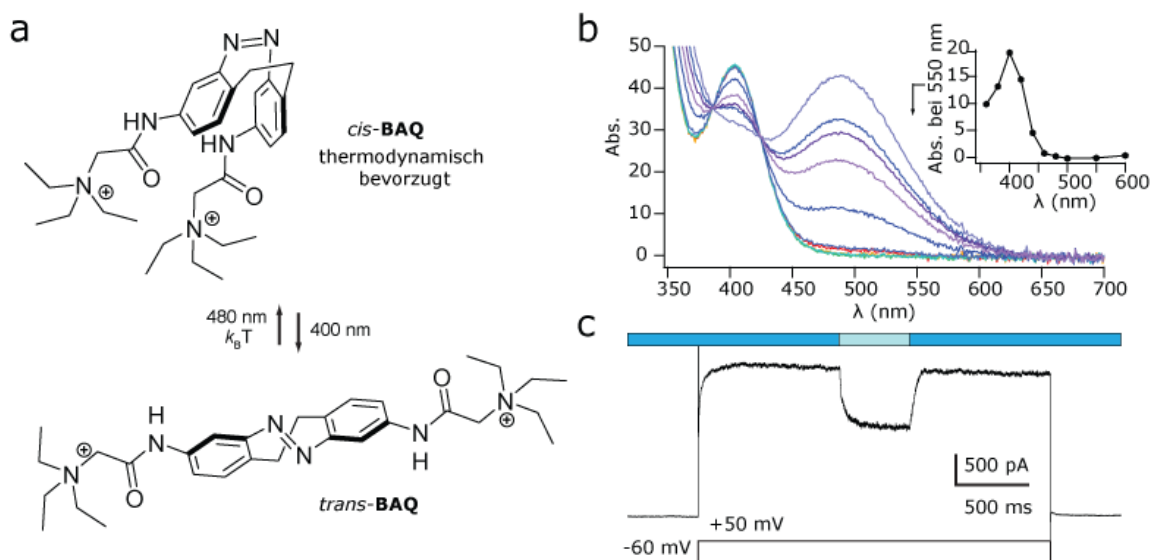 a
N=N
HN
O
HN
N
⊕
O
N
⊕
cis-BAQ
thermodynamisch
bevorzugt
480 nm
kBT
400 nm
O
N
⊕
H
N
N
⊕
N
O
N
N
H
trans-BAQ
b
50
40
30
20
10
0
Abs.
350 400 450 500 550 600 650 700
λ (nm)
20
15
10
5
0
Abs. bei 550 nm
400 500 600
λ (nm)
c
500 pA
500 ms
+50 mV
-60 mV